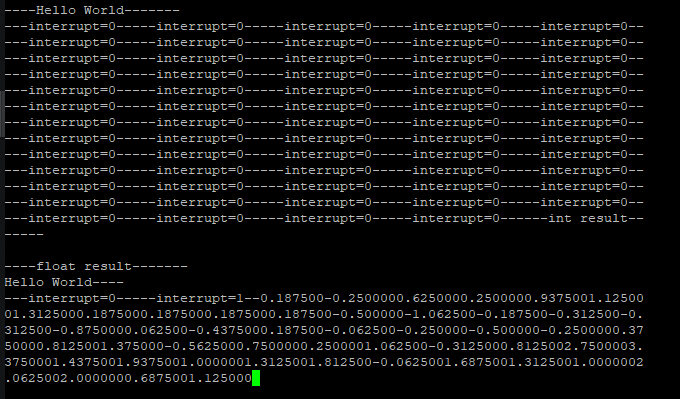 ----Hello World-------
---interrupt=0-----interrupt=0-----interrupt=0-----interrupt=0-----interrupt=0--
---interrupt=0-----interrupt=0-----interrupt=0-----interrupt=0-----interrupt=0--
---interrupt=0-----interrupt=0-----interrupt=0-----interrupt=0-----interrupt=0--
---interrupt=0-----interrupt=0-----interrupt=0-----interrupt=0-----interrupt=0--
---interrupt=0-----interrupt=0-----interrupt=0-----interrupt=0-----interrupt=0--
---interrupt=0-----interrupt=0-----interrupt=0-----interrupt=0-----interrupt=0--
---interrupt=0-----interrupt=0-----interrupt=0-----interrupt=0-----interrupt=0--
---interrupt=0-----interrupt=0-----interrupt=0-----interrupt=0-----interrupt=0--
---interrupt=0-----interrupt=0-----interrupt=0-----interrupt=0-----interrupt=0--
---interrupt=0-----interrupt=0-----interrupt=0-----interrupt=0-----interrupt=0--
---interrupt=0-----interrupt=0-----interrupt=0-----interrupt=0-----interrupt=0--
---interrupt=0-----interrupt=0-----interrupt=0-----interrupt=0-----interrupt=0--
---interrupt=0-----interrupt=0-----interrupt=0-----interrupt=0------int result--
-----
----float result-------
Hello World----
---interrupt=0-----interrupt=1--0.187500-0.2500000.6250000.2500000.9375001.12500
01.3125000.1875000.1875000.1875000.187500-0.500000-1.062500-0.187500-0.312500-0.
312500-0.8750000.062500-0.4375000.187500-0.062500-0.250000-0.500000-0.2500000.37
50000.8125001.375000-0.5625000.7500000.2500001.062500-0.3125000.8125002.7500003.
3750001.4375001.9375001.0000001.3125001.812500-0.0625001.6875001.3125001.0000002
.0625002.0000000.6875001.125000